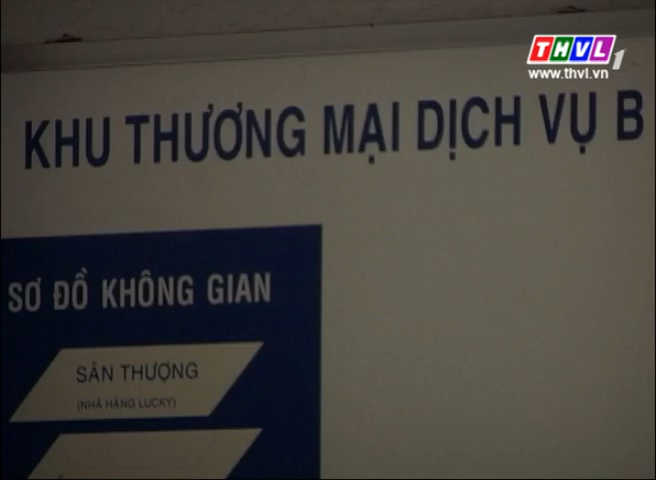 THVL1
www.thvl.vn
KHU THƯƠNG MẠI DỊCH VỤ B
SƠ ĐỒ KHÔNG GIAN
SÂN THƯỢNG
(NHÀ HÀNG LUCKY)